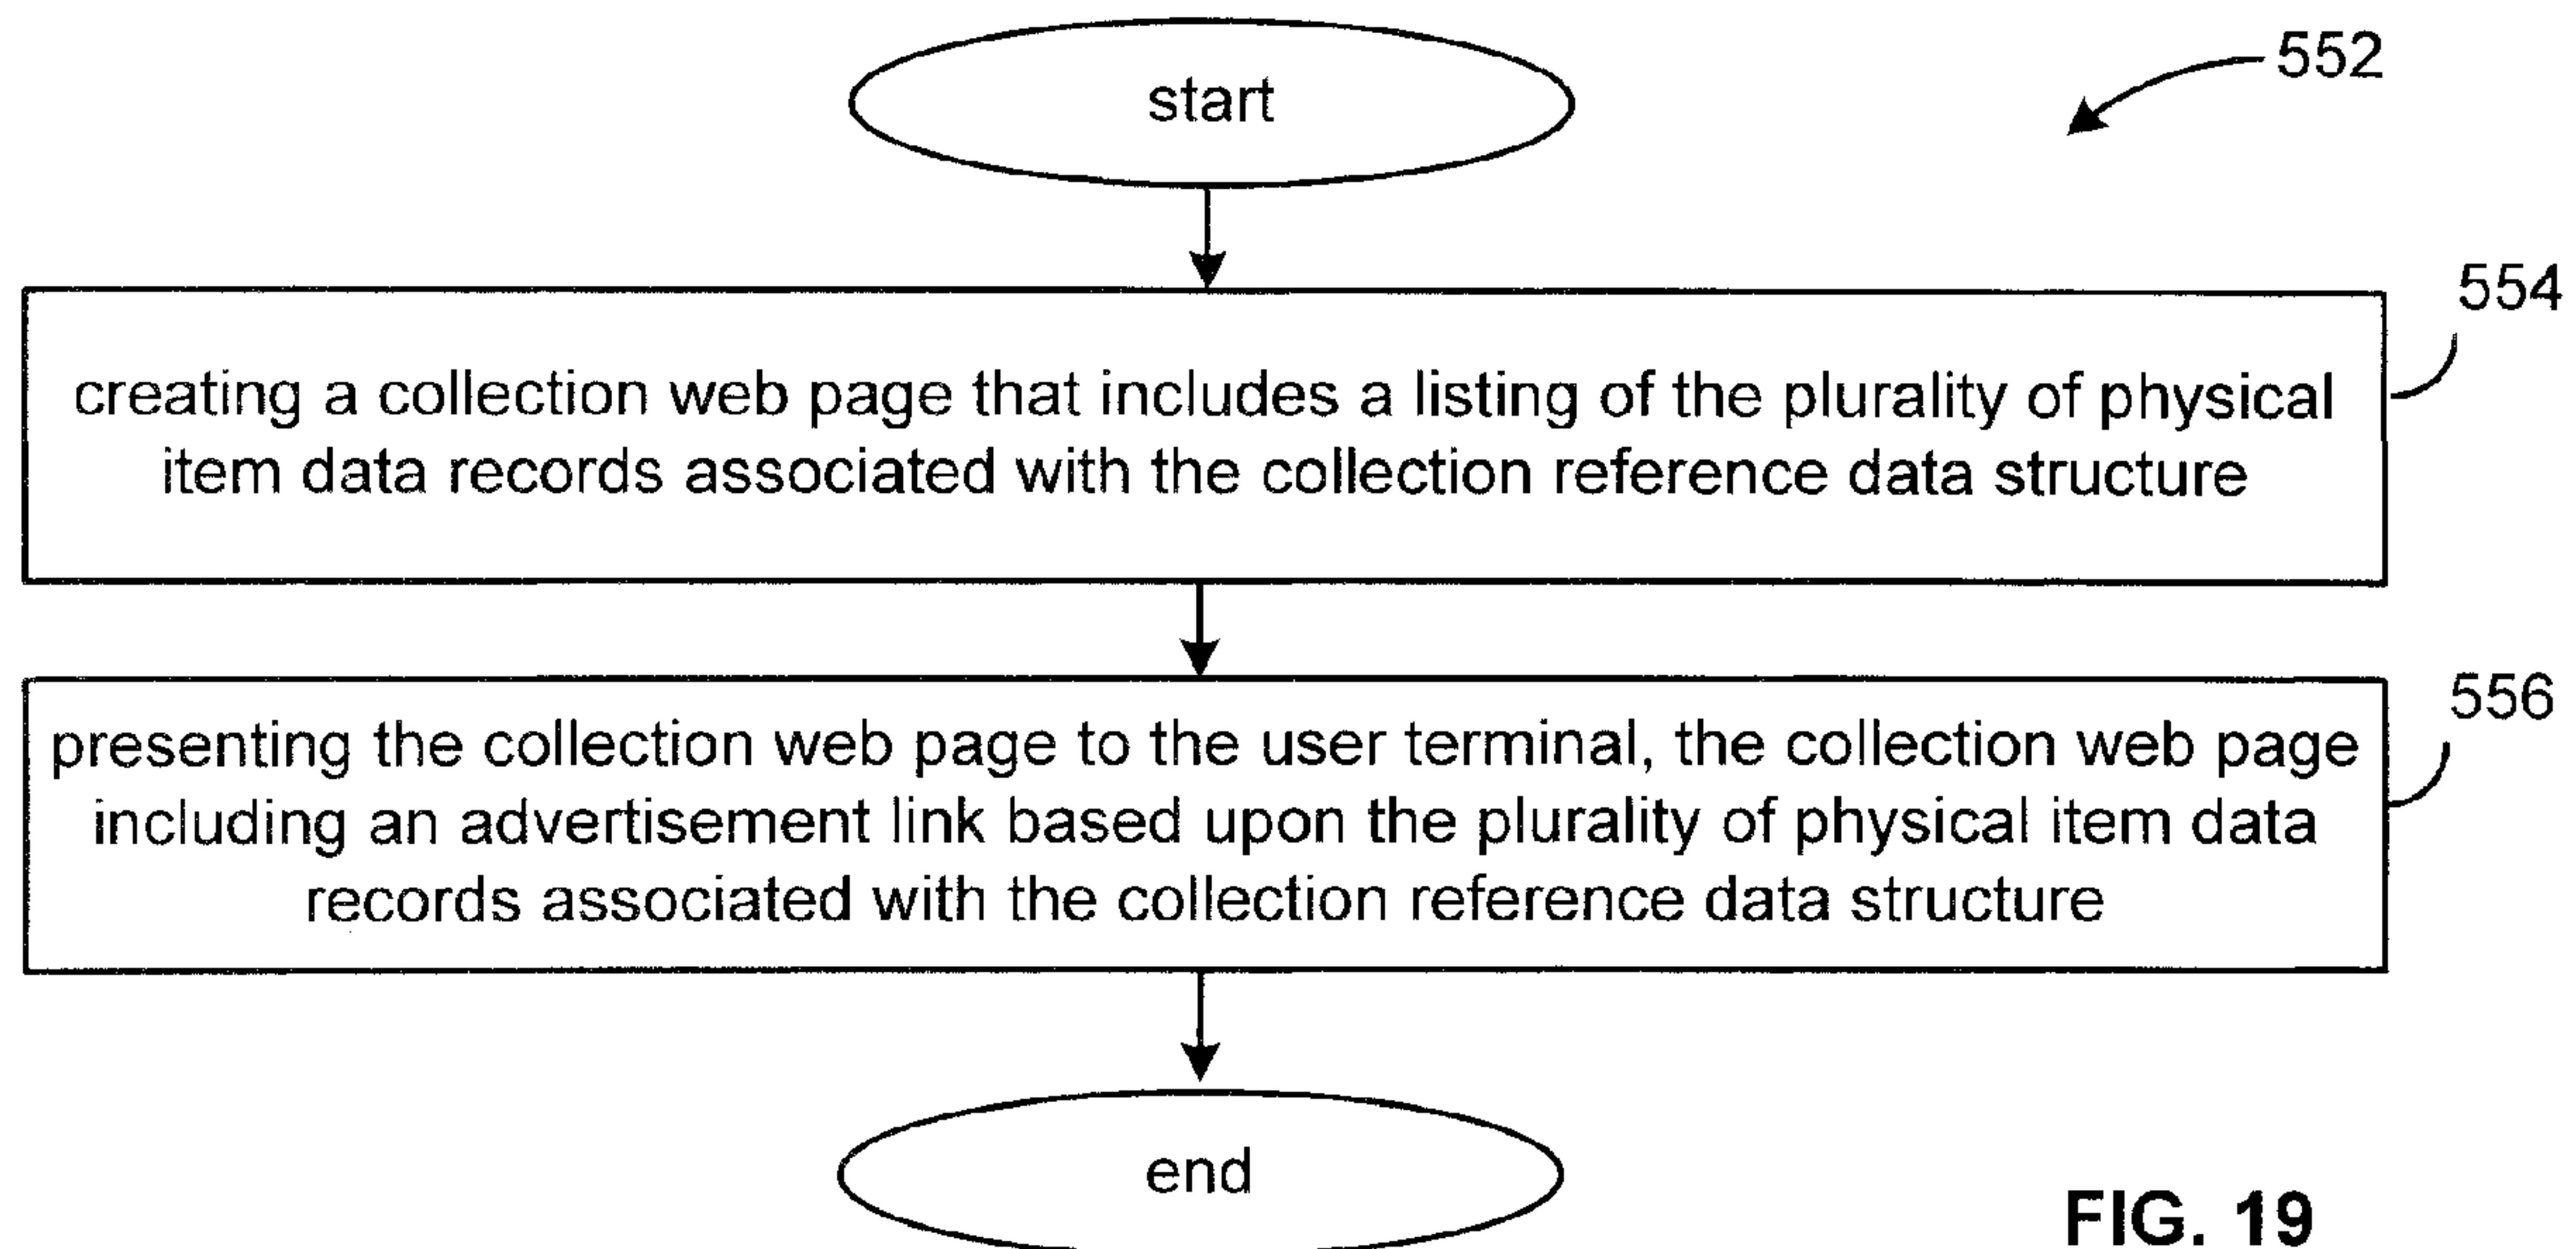 start
552
554
creating a collection web page that includes a listing of the plurality of physical
item data records associated with the collection reference data structure
556
presenting the collection web page to the user terminal, the collection web page
including an advertisement link based upon the plurality of physical item data
records associated with the collection reference data structure
end
FIG. 19